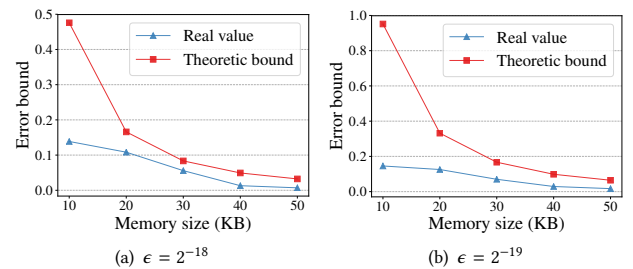 0.5
0.4
0.3
0.2
0.1
0.0
Error bound
Real value
Theoretic bound
10 20 30 40 50
Memory size (KB)
(a) ϵ = 2⁻¹⁸
1.0
0.8
0.6
0.4
0.2
0.0
Error bound
Real value
Theoretic bound
10 20 30 40 50
Memory size (KB)
(b) ϵ = 2⁻¹⁹